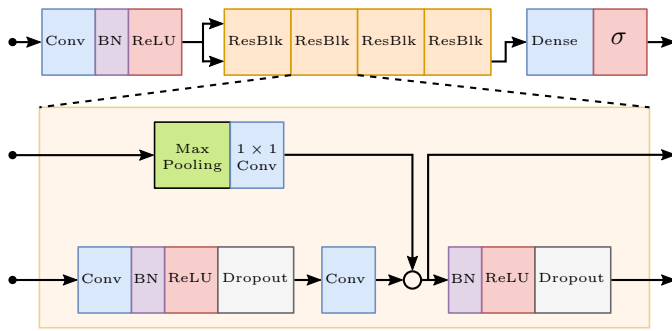 Conv BN ReLU ResBlk ResBlk ResBlk ResBlk Dense σ
Max Pooling
1 × 1 Conv
Conv BN ReLU Dropout Conv BN ReLU Dropout